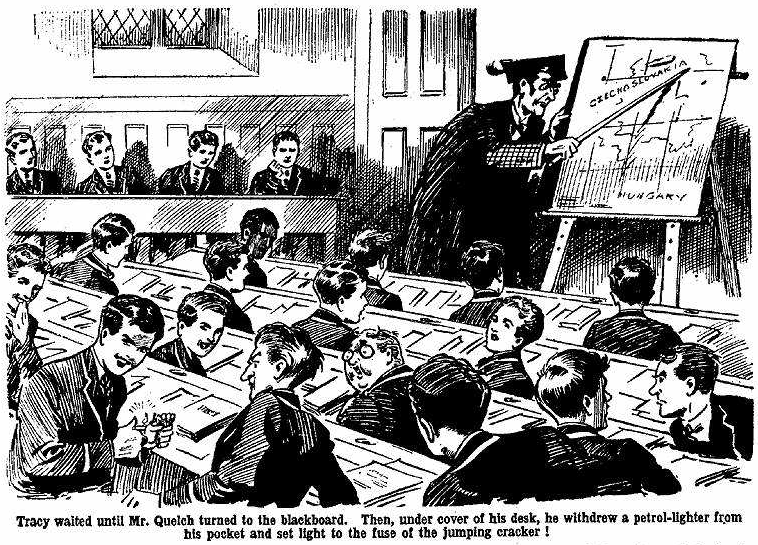 CZECHOSLOVAKIA
HUNGARY
Tracy waited until Mr. Quelch turned to the blackboard. Then, under cover of his desk, he withdrew a petrol-lighter from
his pocket and set light to the fuse of the jumping cracker !